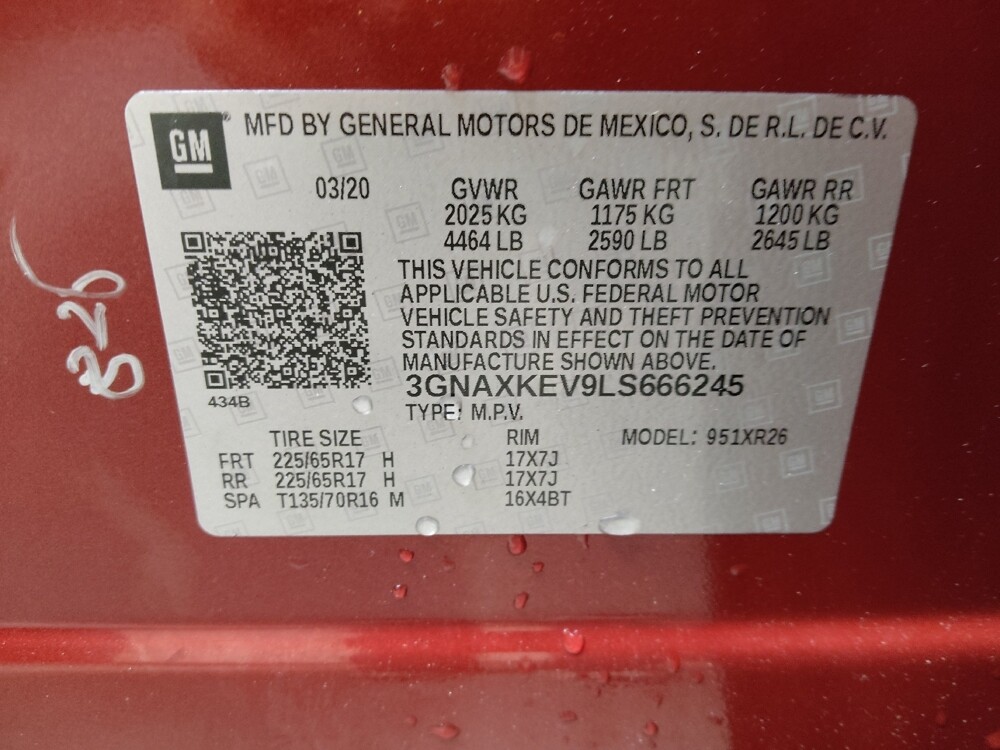 GM
MFD BY GENERAL MOTORS DE MEXICO, S. DE R.L. DE C.V.
03/20 GVWR GAWR FRT GAWR RR
2025 KG 1175 KG 1200 KG
4464 LB 2590 LB 2645 LB
THIS VEHICLE CONFORMS TO ALL
APPLICABLE U.S. FEDERAL MOTOR
VEHICLE SAFETY AND THEFT PREVENTION
STANDARDS IN EFFECT ON THE DATE OF
MANUFACTURE SHOWN ABOVE.
3GNAXKEV9LS666245
434B
TYPE: M.P.V.
TIRE SIZE RIM MODEL: 951XR26
FRT 225/65R17 H 17X7J
RR 225/65R17 H 17X7J
SPA T135/70R16 M 16X4BT